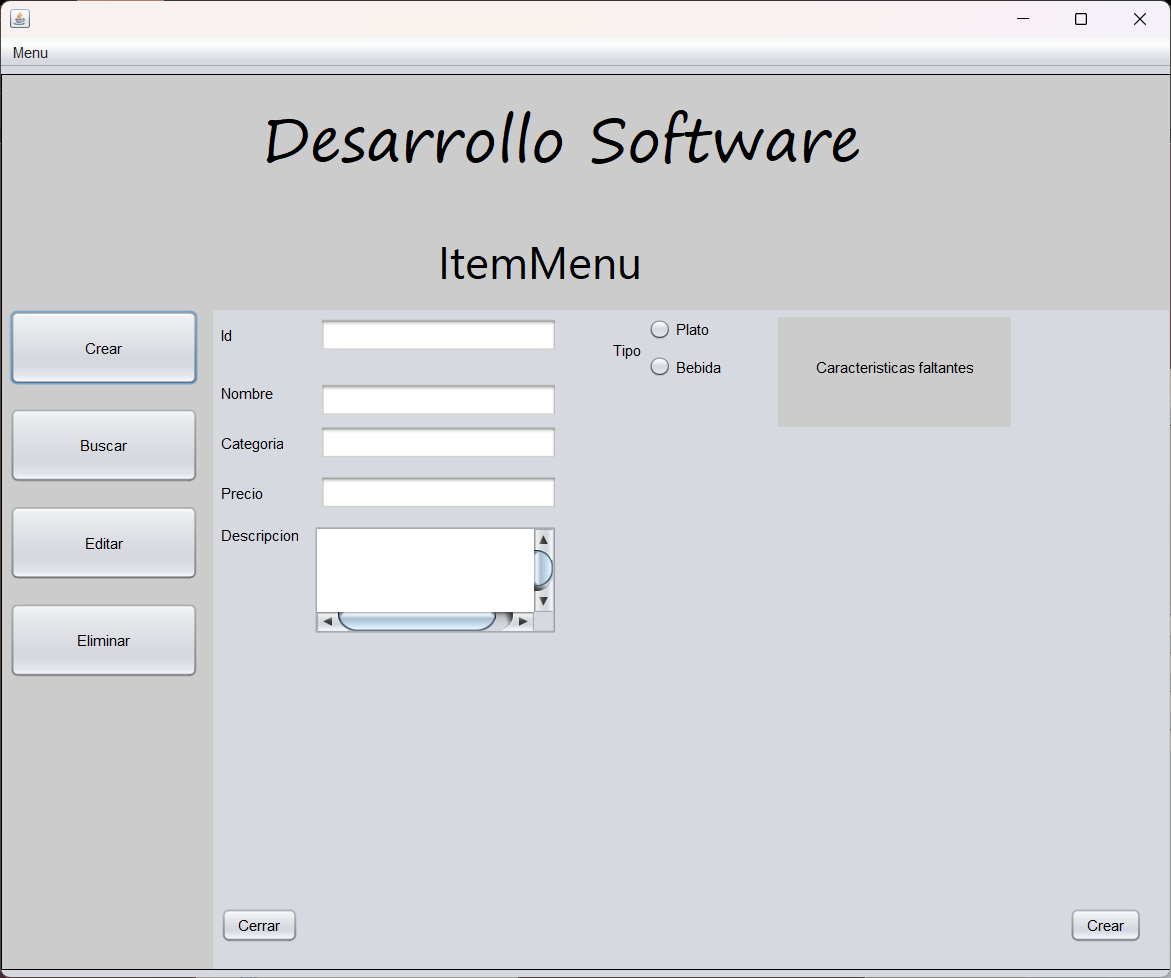 Menu
Desarrollo Software
ItemMenu
Crear
Buscar
Editar
Eliminar
Id
Nombre
Categoria
Precio
Descripcion
Tipo
Plato
Bebida
Caracteristicas faltantes
Cerrar
Crear